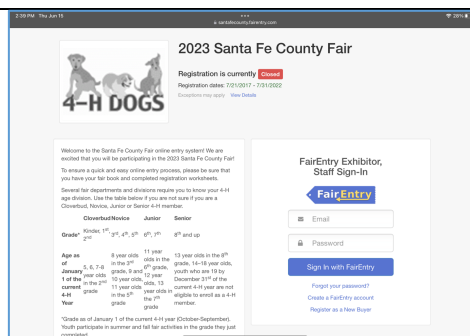 2:39 PM Thu Jun 15
santafecounty.fairentry.com
28%
4-H DOGS
2023 Santa Fe County Fair
Registration is currently Closed
Registration dates: 7/21/2017 - 7/31/2022
Exceptions may apply View Details
Welcome to the Santa Fe County Fair online entry system! We are
excited that you will be participating in the 2023 Santa Fe County Fair!
To ensure a quick and easy online entry process, please be sure that
you have your fair book and completed registration worksheets.
Several fair departments and divisions require you to know your 4-H
age division. Use the table below if you are not sure if you are a
Cloverbud, Novice, Junior or Senior 4-H member.
Cloverbud Novice Junior Senior
Grade* Kinder, 1st, 2nd 3rd, 4th, 5th 6th, 7th 8th and up
Age as of January 1 of the current 4-H Year
5, 6, 7-8 years old in the 2nd grade
8 years old in the 3rd grade, 9 and 10 years old, 11 years old in the 5th grade
11 year olds in the 6th grade, 12 year olds, 13 year olds in the 7th grade
13 year olds in the 8th grade, 14–18 year olds, youth who are 19 by December 31st of the current 4-H year are not eligible to enroll as a 4-H member.
*Grade as of January 1 of the current 4-H year (October-September).
Youth participate in summer and fall fair activities in the grade they just
completed.
FairEntry Exhibitor,
Staff Sign-In
FairEntry
Email
Password
Sign In with FairEntry
Forgot your password?
Create a FairEntry account
Register as a New Buyer